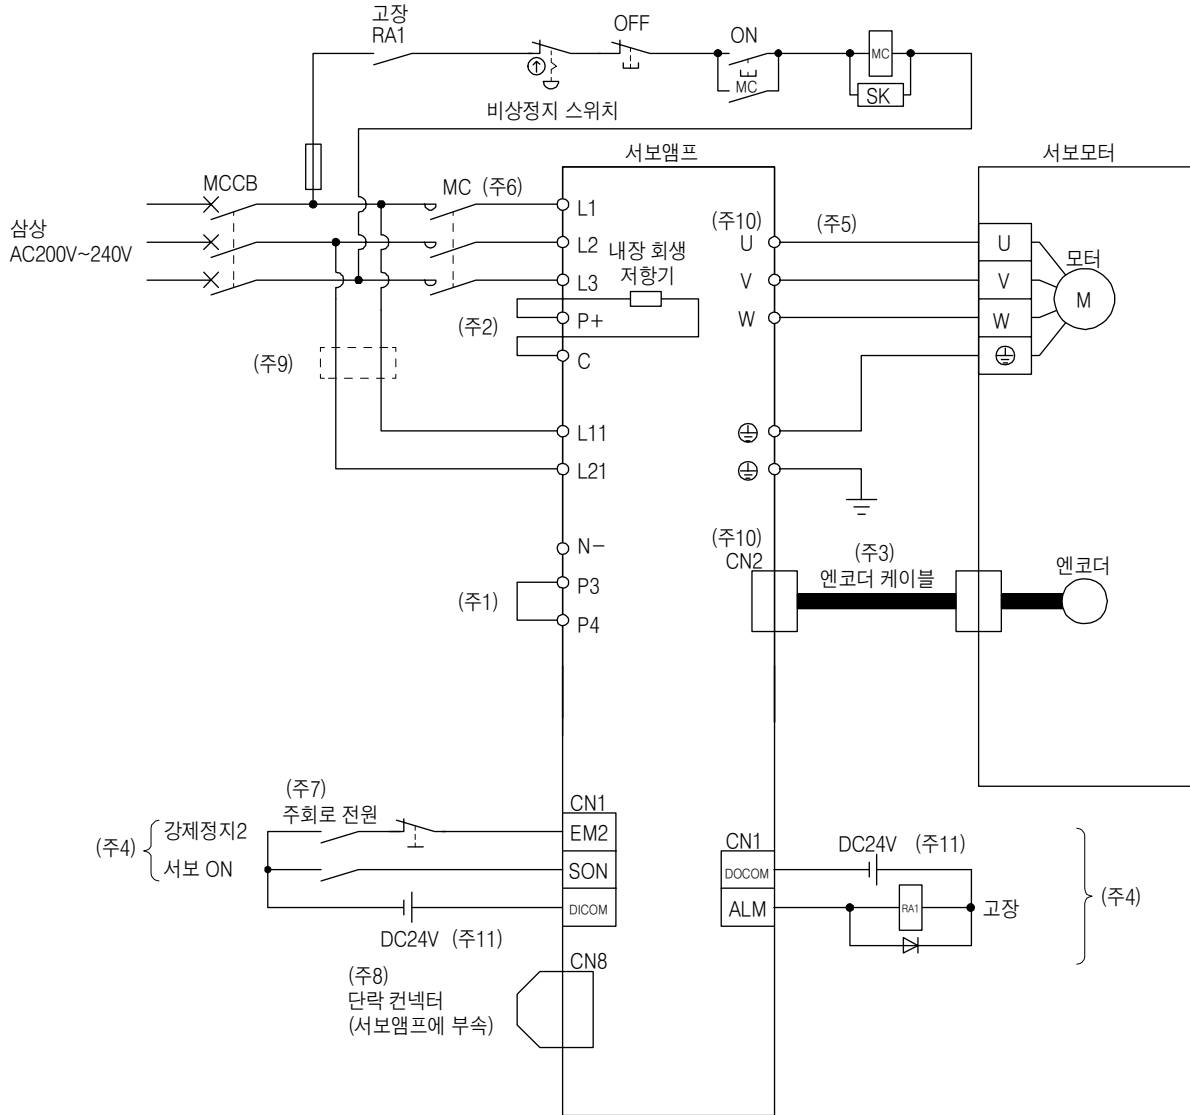 고장
RA1
OFF
ON
MC
MC
SK
비상정지 스위치
서보앰프
서보모터
MCCB
MC (주6)
삼상
AC200V~240V
L1
L2
L3
내장 회생
저항기
(주2)
P+
C
(주9)
L11
L21
(주10)
U
V
W
(주5)
U
V
W
모터
M
N−
(주1)
P3
P4
(주10)
CN2
(주3)
엔코더 케이블
엔코더
(주7)
주회로 전원
(주4)
강제정지2
서보 ON
CN1
EM2
SON
DICOM
DC24V (주11)
CN1
DOCOM
ALM
DC24V (주11)
RA1
고장
(주4)
(주8)
단락 컨넥터
(서보앰프에 부속)
CN8